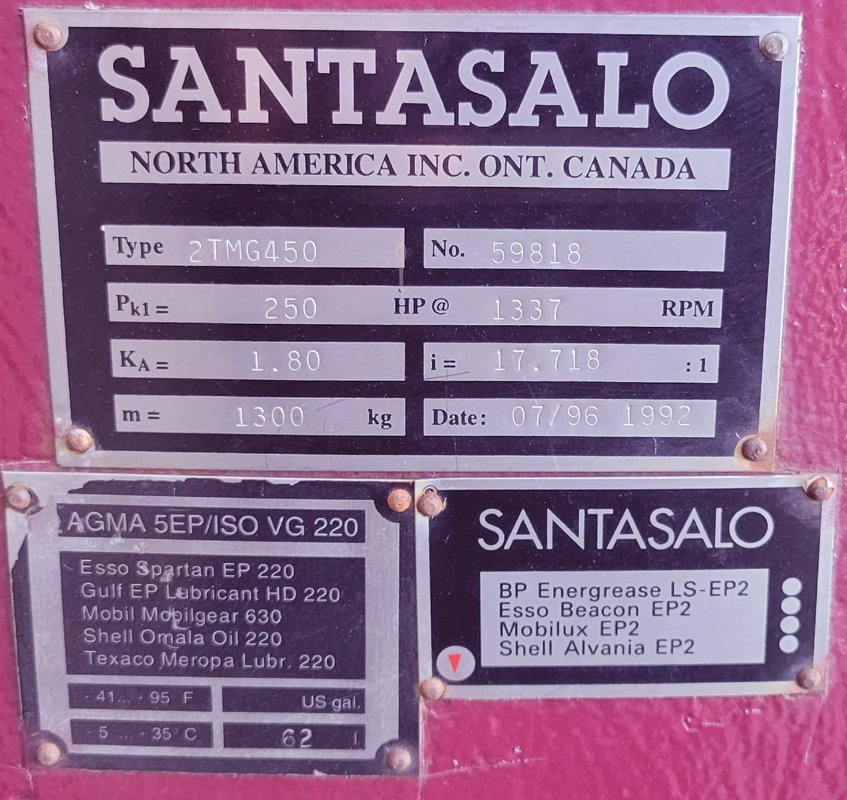 SANTASALO
NORTH AMERICA INC. ONT. CANADA
Type 2TMG450 No. 59818
Pk1 = 250 HP @ 1337 RPM
KA = 1.80 i = 17.718 : 1
m = 1300 kg Date: 07/96 1992
AGMA 5EP/ISO VG 220
Esso Spartan EP 220
Gulf EP Lubricant HD 220
Mobil Mobilgear 630
Shell Omala Oil 220
Texaco Meropa Lubr. 220
- 41... + 95 F US gal.
- 5 ... + 35° C 62 l.
SANTASALO
BP Energrease LS-EP2
Esso Beacon EP2
Mobilux EP2
Shell Alvania EP2